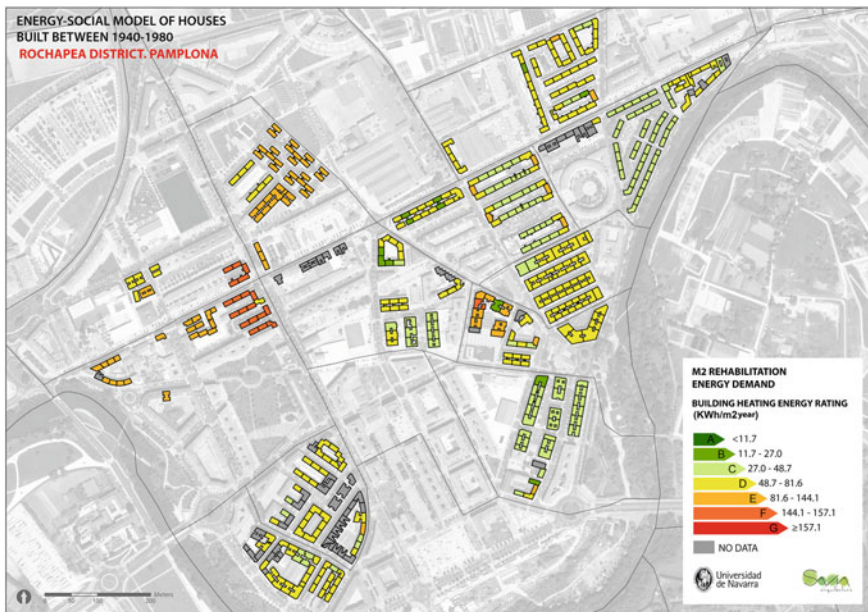 ENERGY-SOCIAL MODEL OF HOUSES
BUILT BETWEEN 1940-1980
ROCHAPEA DISTRICT. PAMPLONA
M2 REHABILITATION
ENERGY DEMAND
BUILDING HEATING ENERGY RATING
(KWh/m2year)
A <11.7
B 11.7 - 27.0
C 27.0 - 48.7
D 48.7 - 81.6
E 81.6 - 144.1
F 144.1 - 157.1
G ≥157.1
NO DATA
Universidad
de Navarra
Meters